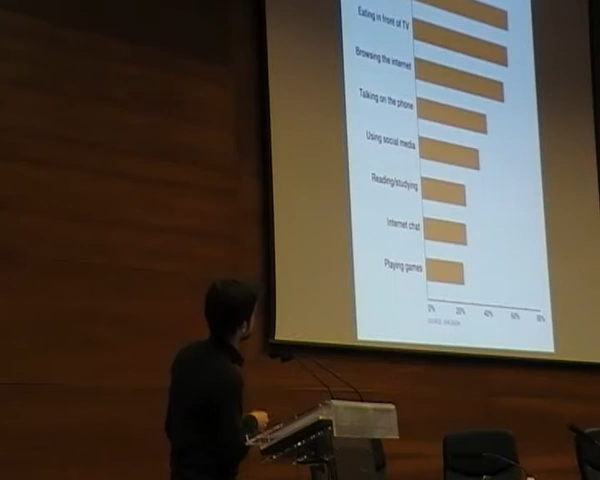 Eating in front of TV
Browsing the internet
Talking on the phone
Using social media
Reading/studying
Internet chat
Playing games
0% 20% 40% 60% 80%